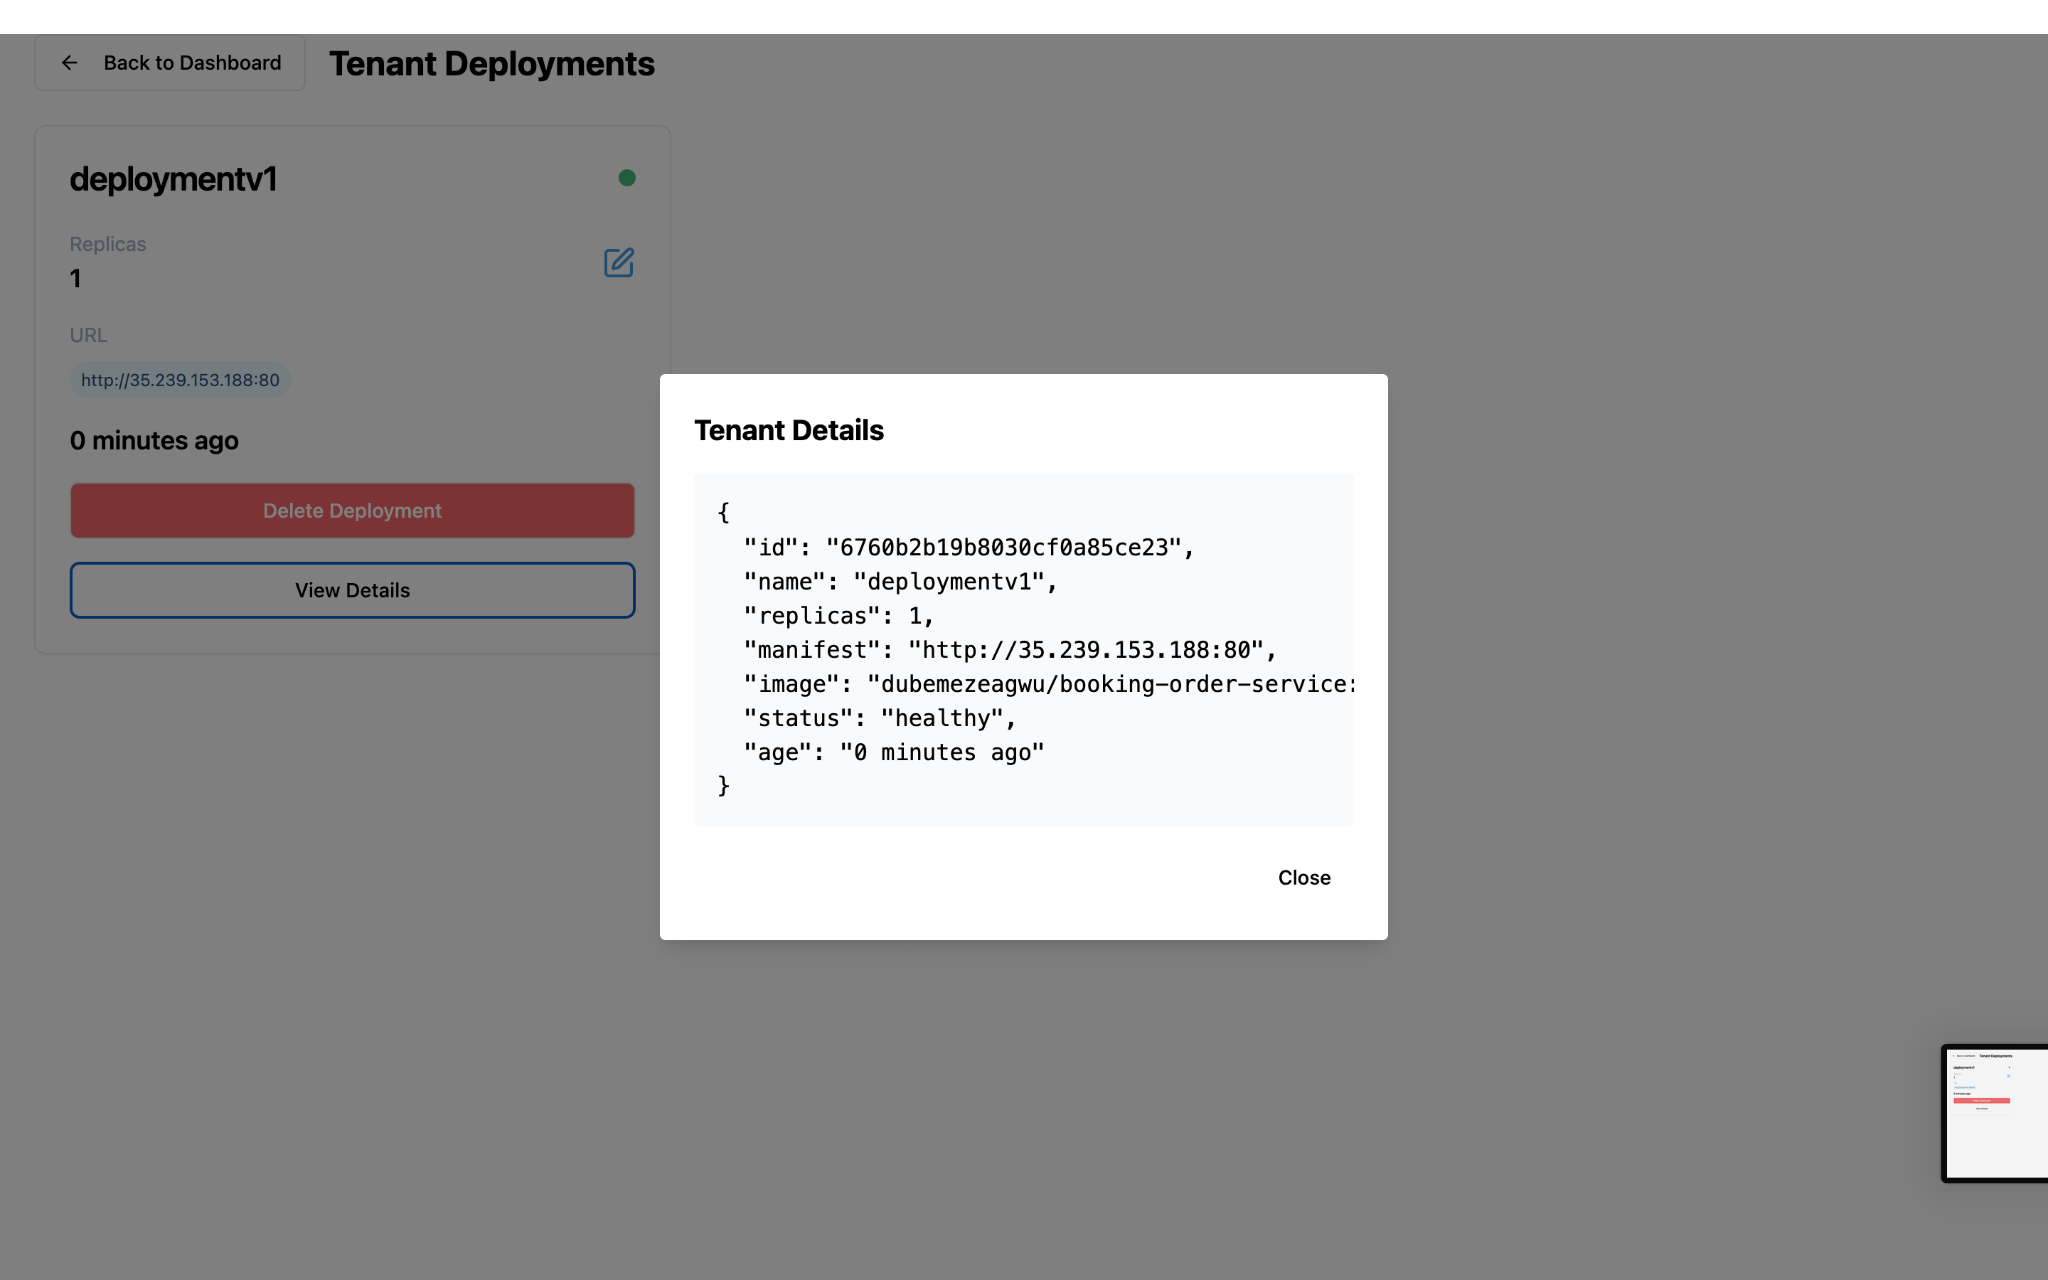 Back to Dashboard
Tenant Deployments
deploymentv1
Replicas
1
URL
http://35.239.153.188:80
0 minutes ago
Delete Deployment
View Details
Tenant Details
{
"id": "6760b2b19b8030cf0a85ce23",
"name": "deploymentv1",
"replicas": 1,
"manifest": "http://35.239.153.188:80",
"image": "dubemezeagwu/booking-order-service:
"status": "healthy",
"age": "0 minutes ago"
}
Close